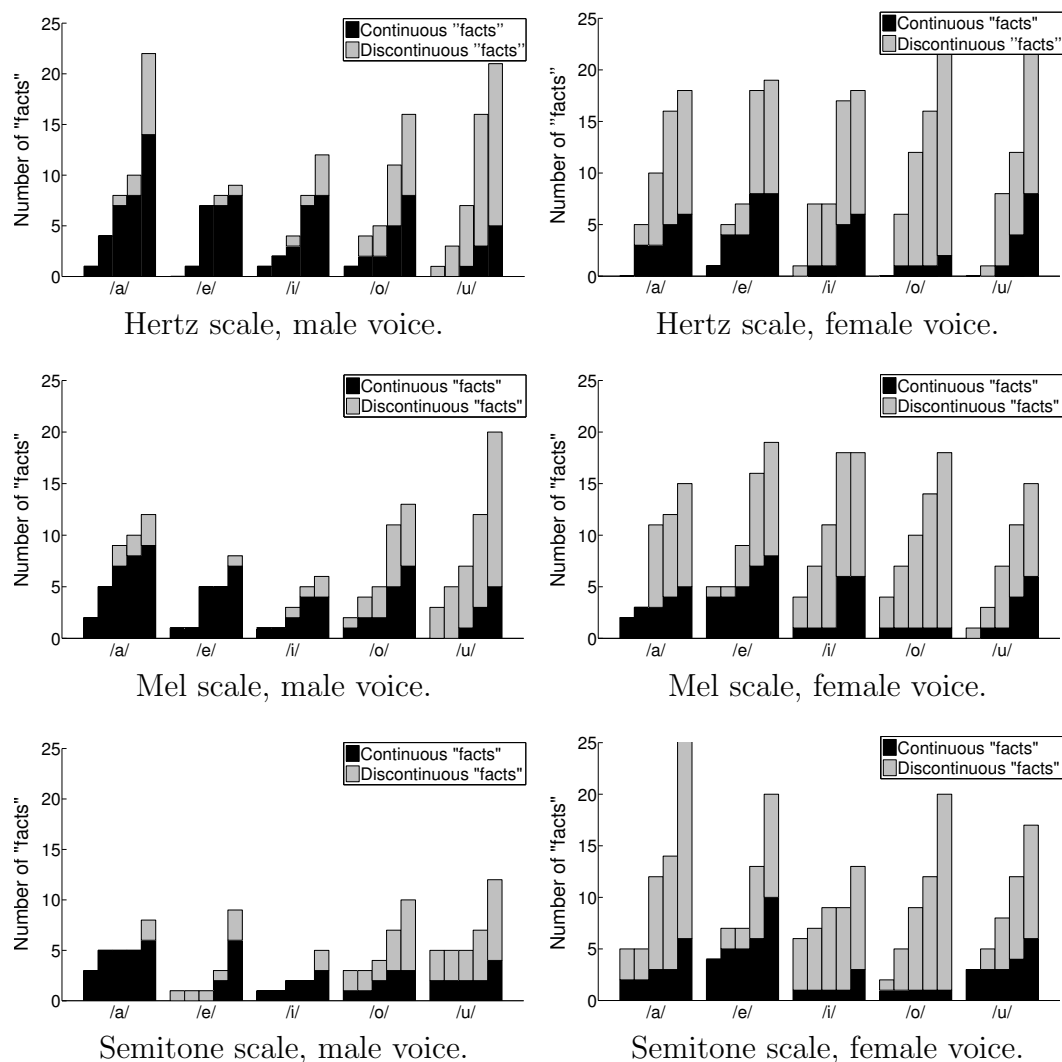 25
20
15
10
5
0
Number of "facts"
Continuous ''facts''
Discontinuous ''facts''
/a/ /e/ /i/ /o/ /u/
Hertz scale, male voice.
25
20
15
10
5
0
Number of ''facts''
Continuous "facts"
Discontinuous ''facts''
/a/ /e/ /i/ /o/ /u/
Hertz scale, female voice.
25
20
15
10
5
0
Number of "facts"
Continuous "facts"
Discontinuous "facts"
/a/ /e/ /i/ /o/ /u/
Mel scale, male voice.
25
20
15
10
5
0
Number of "facts"
Continuous "facts"
Discontinuous "facts"
/a/ /e/ /i/ /o/ /u/
Mel scale, female voice.
25
20
15
10
5
0
Number of "facts"
Continuous "facts"
Discontinuous "facts"
/a/ /e/ /i/ /o/ /u/
Semitone scale, male voice.
25
20
15
10
5
0
Number of "facts"
Continuous "facts"
Discontinuous "facts"
/a/ /e/ /i/ /o/ /u/
Semitone scale, female voice.